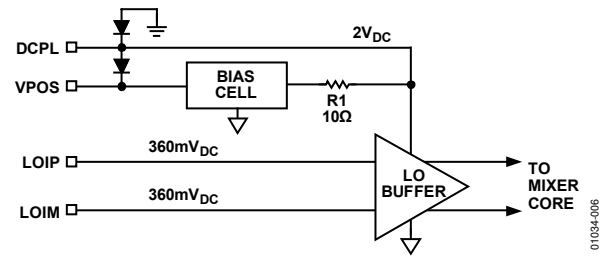 DCPL
2VDC
VPOS
BIAS
CELL
R1
10Ω
LOIP
360mVDC
LO
BUFFER
TO
MIXER
CORE
LOIM
360mVDC
01034-006